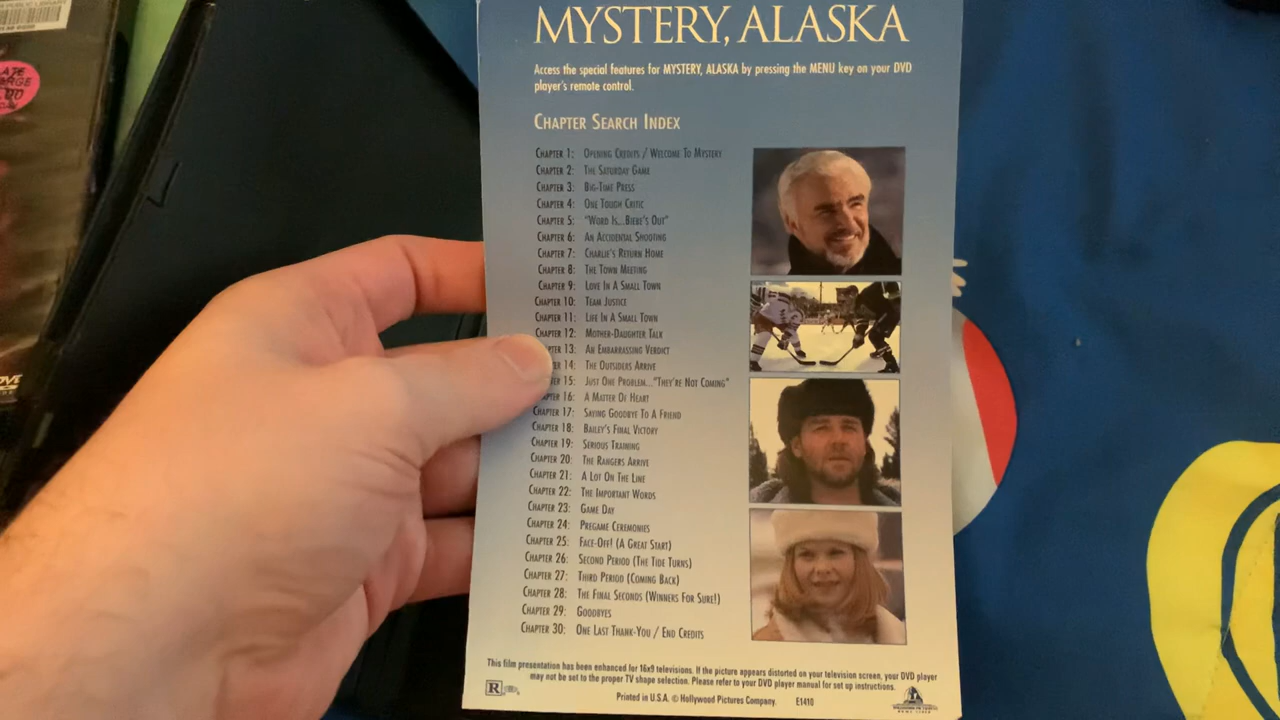 PUBLIC LIBRARY
MYSTERY, ALASKA
Access the special features for MYSTERY, ALASKA by pressing the MENU key on your DVD
player's remote control.
CHAPTER SEARCH INDEX
CHAPTER 1: OPENING CREDITS / WELCOME TO MYSTERY
CHAPTER 2: THE SATURDAY GAME
CHAPTER 3: BIG-TIME PRESS
CHAPTER 4: ONE TOUGH CRITIC
CHAPTER 5: "WORD IS...BIEBE'S OUT"
CHAPTER 6: AN ACCIDENTAL SHOOTING
CHAPTER 7: CHARLIE'S RETURN HOME
CHAPTER 8: THE TOWN MEETING
CHAPTER 9: LOVE IN A SMALL TOWN
CHAPTER 10: TEAM JUSTICE
CHAPTER 11: LIFE IN A SMALL TOWN
CHAPTER 12: MOTHER-DAUGHTER TALK
TER 13: AN EMBARRASSING VERDICT
ER 14: THE OUTSIDERS ARRIVE
ER 15: JUST ONE PROBLEM..."THEY'RE NOT COMING"
APTER 16: A MATTER OF HEART
CHAPTER 17: SAYING GOODBYE TO A FRIEND
CHAPTER 18: BAILEY'S FINAL VICTORY
CHAPTER 19: SERIOUS TRAINING
CHAPTER 20: THE RANGERS ARRIVE
CHAPTER 21: A LOT ON THE LINE
CHAPTER 22: THE IMPORTANT WORDS
CHAPTER 23: GAME DAY
CHAPTER 24: PREGAME CEREMONIES
CHAPTER 25: FACE-OFF! (A GREAT START)
CHAPTER 26: SECOND PERIOD (THE TIDE TURNS)
CHAPTER 27: THIRD PERIOD (COMING BACK)
CHAPTER 28: THE FINAL SECONDS (WINNERS FOR SURE!)
CHAPTER 29: GOODBYES
CHAPTER 30: ONE LAST THANK-YOU / END CREDITS
This film presentation has been enhanced for 16x9 televisions. If the picture appears distorted on your television screen, your DVD player
may not be set to the proper TV shape selection. Please refer to your DVD player manual for set up instructions.
R
Printed in U.S.A. © Hollywood Pictures Company. E1410